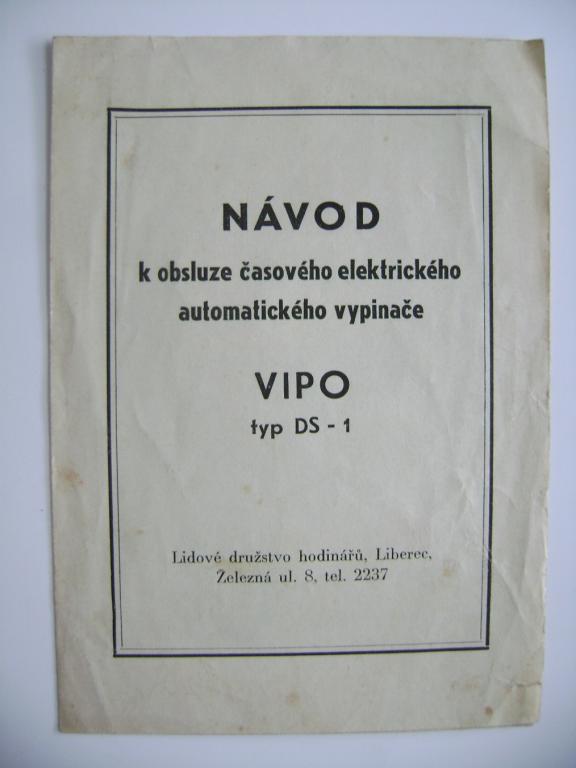 NÁVOD
k obsluze časového elektrického
automatického vypinače
VIPO
typ DS - 1
Lidové družstvo hodinářů, Liberec,
Železná ul. 8, tel. 2237